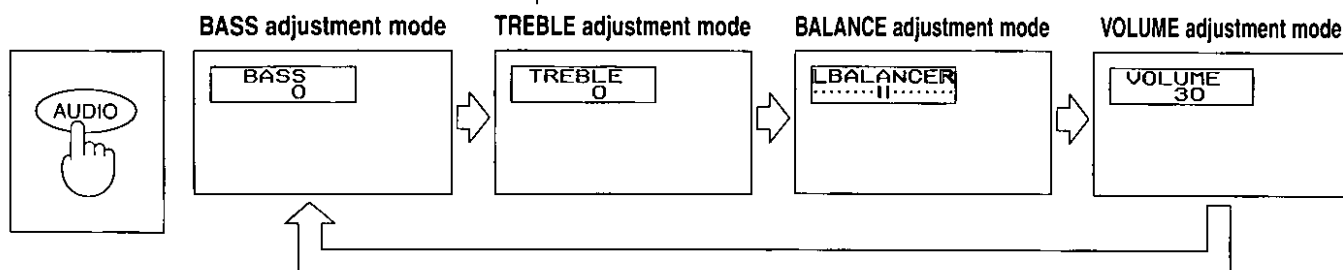 BASS adjustment mode
TREBLE adjustment mode
BALANCE adjustment mode
VOLUME adjustment mode
AUDIO
BASS
0
TREBLE
0
LBALANCER
VOLUME
30